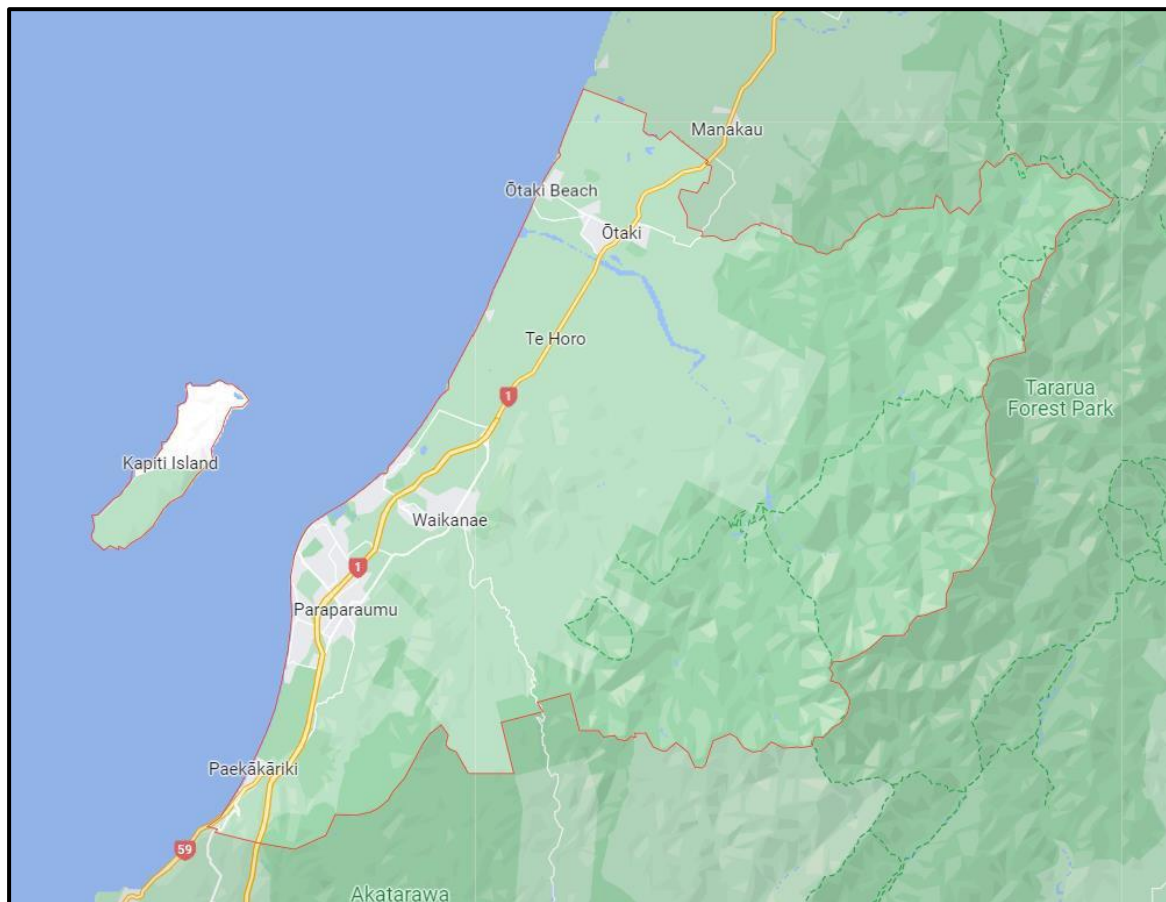 Manakau
Ōtaki Beach
Ōtaki
Te Horo
Tararua
Forest Park
1
Kapiti Island
Waikanae
1
Paraparaumu
Paekākāriki
59
Akatarawa